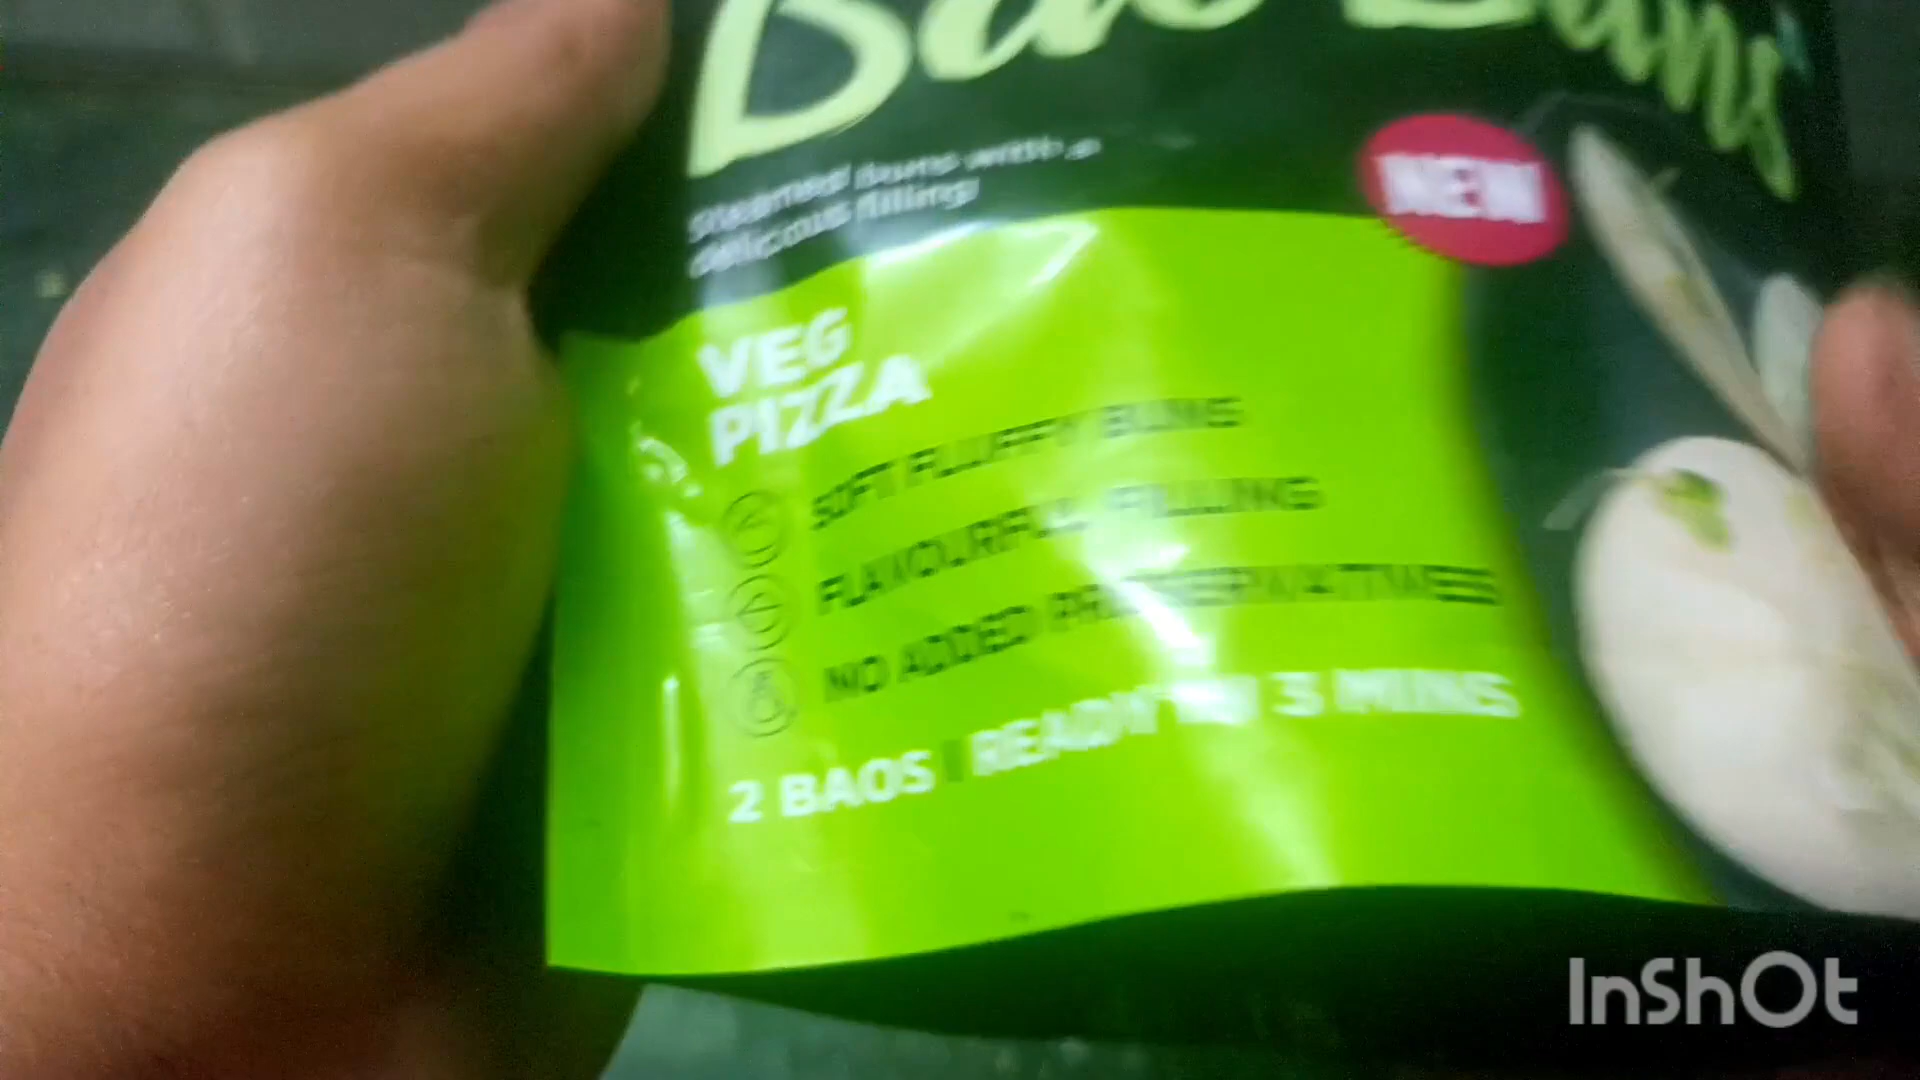 Bao Buns
steamed buns with a
delicious filling
NEW
VEG
PIZZA
SOFT FLUFFY BUNS
FLAVOURFUL FILLING
NO ADDED PRESERVATIVES
2 BAOS | READY IN 3 MINS
InShOt